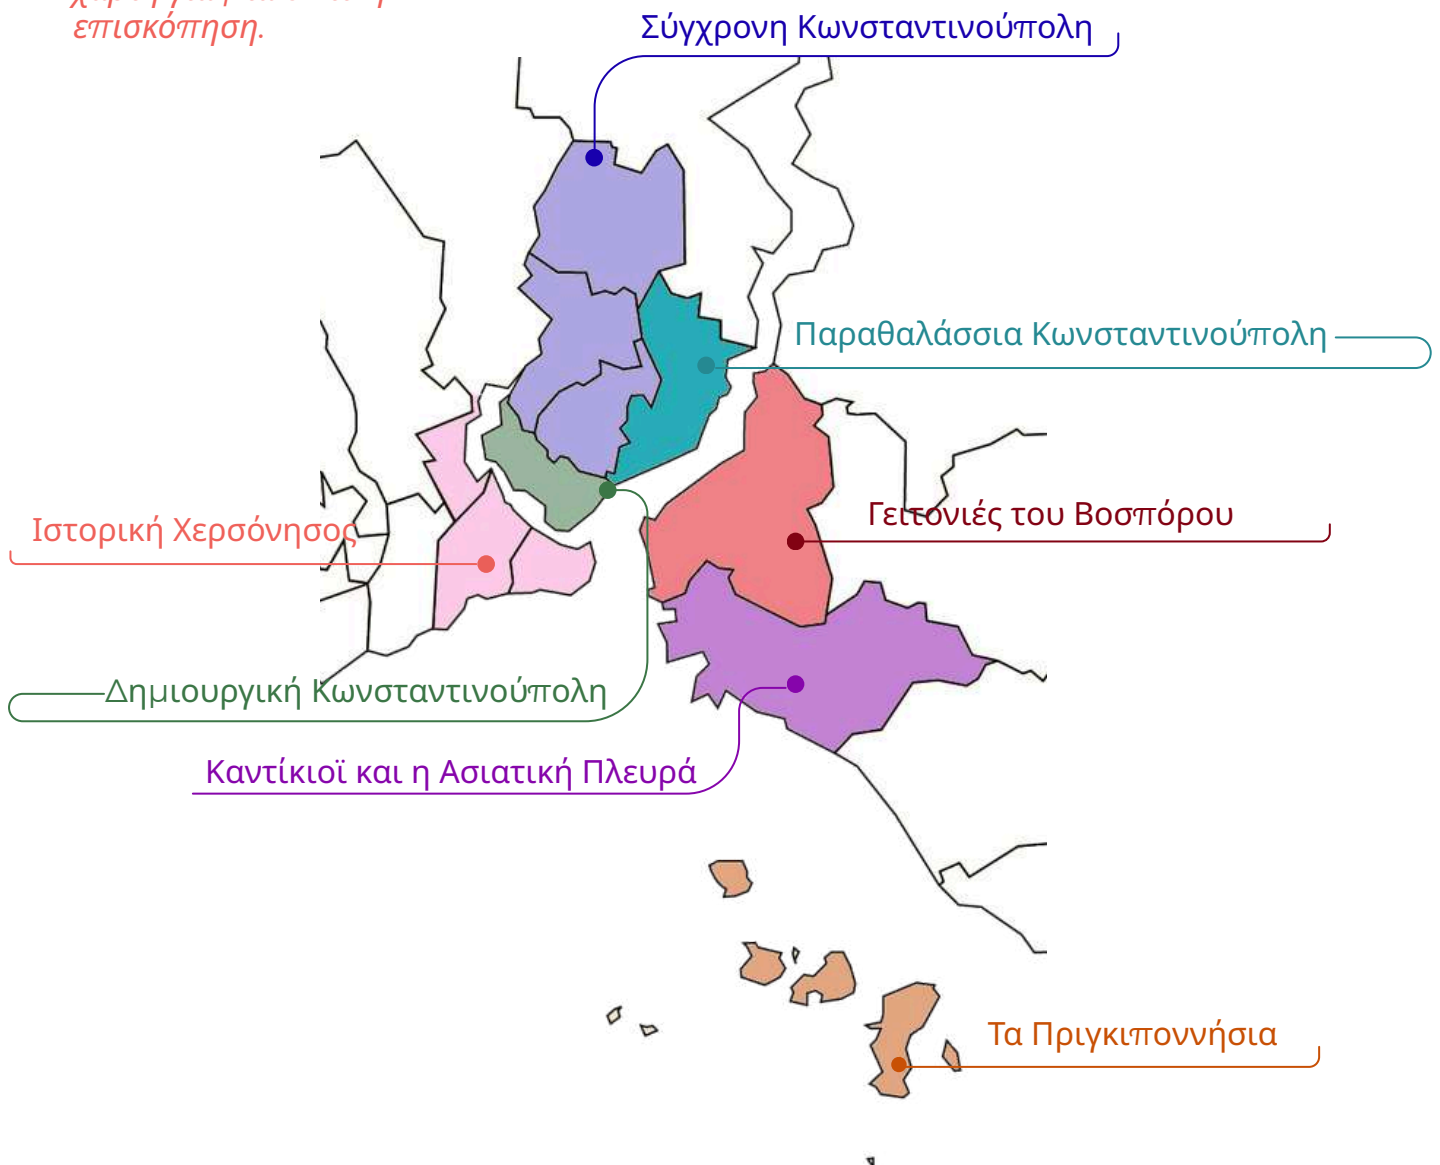 επισκόπηση.
Σύγχρονη Κωνσταντινούπολη
Παραθαλάσσια Κωνσταντινούπολη
Γειτονιές του Βοσπόρου
Ιστορική Χερσόνησος
Δημιουργική Κωνσταντινούπολη
Καντίκιοϊ και η Ασιατική Πλευρά
Τα Πριγκιποννήσια